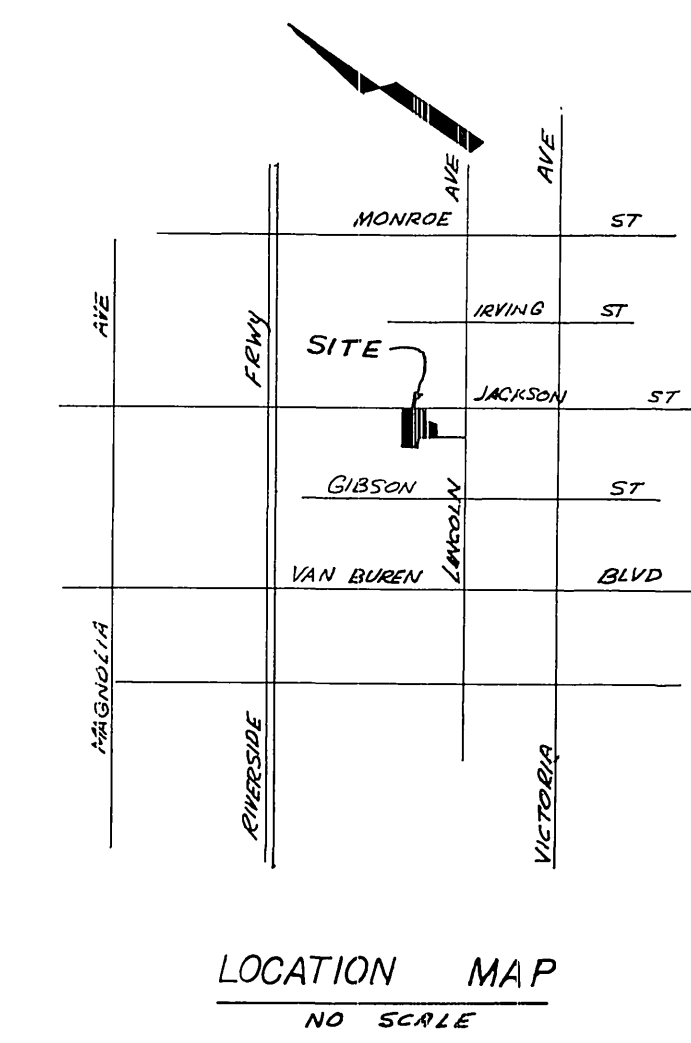 AVE
AVE
MONROE ST
IRVING ST
AVE
FRWY
SITE
JACKSON ST
GIBSON ST
LINCOLN
VAN BUREN BLVD
MAGNOLIA
RIVERSIDE
VICTORIA
LOCATION MAP
NO SCALE